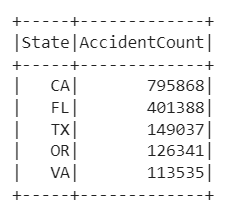 +-----+-------------+
|State|AccidentCount|
+-----+-------------+
|   CA|       795868|
|   FL|       401388|
|   TX|       149037|
|   OR|       126341|
|   VA|       113535|
+-----+-------------+